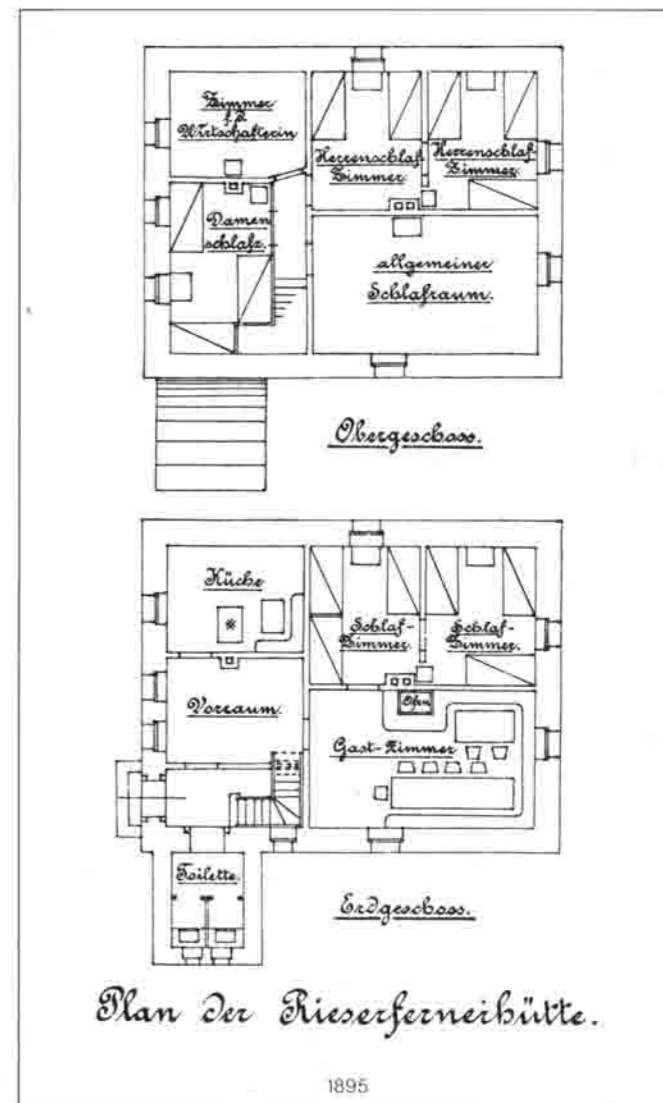 Zimmer
f. d.
Wirtschafterin
Herrenschlaf
Zimmer
Herrenschlaf-
Zimmer.
Damen
schlafz.
allgemeiner
Schlafraum.
Obergeschoss.
Küche
Schlaf-
Zimmer.
Schlaf-
Zimmer.
Vorraum.
Ofen
Gast-Zimmer
Toilette.
Erdgeschoss.
Plan der Rieserfernerhütte.
1895